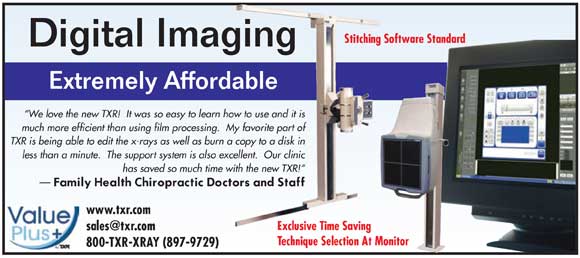 Digital Imaging
Stitching Software Standard
Extremely Affordable
“We love the new TXR!  It was so easy to learn how to use and it is
much more efficient than using film processing.  My favorite part of
TXR is being able to edit the x-rays as well as burn a copy to a disk in
less than a minute.  The support system is also excellent.  Our clinic
has saved so much time with the new TXR!”
— Family Health Chiropractic Doctors and Staff
Value
Plus+
www.txr.com
sales@txr.com
800-TXR-XRAY (897-9729)
Exclusive Time Saving
Technique Selection At Monitor